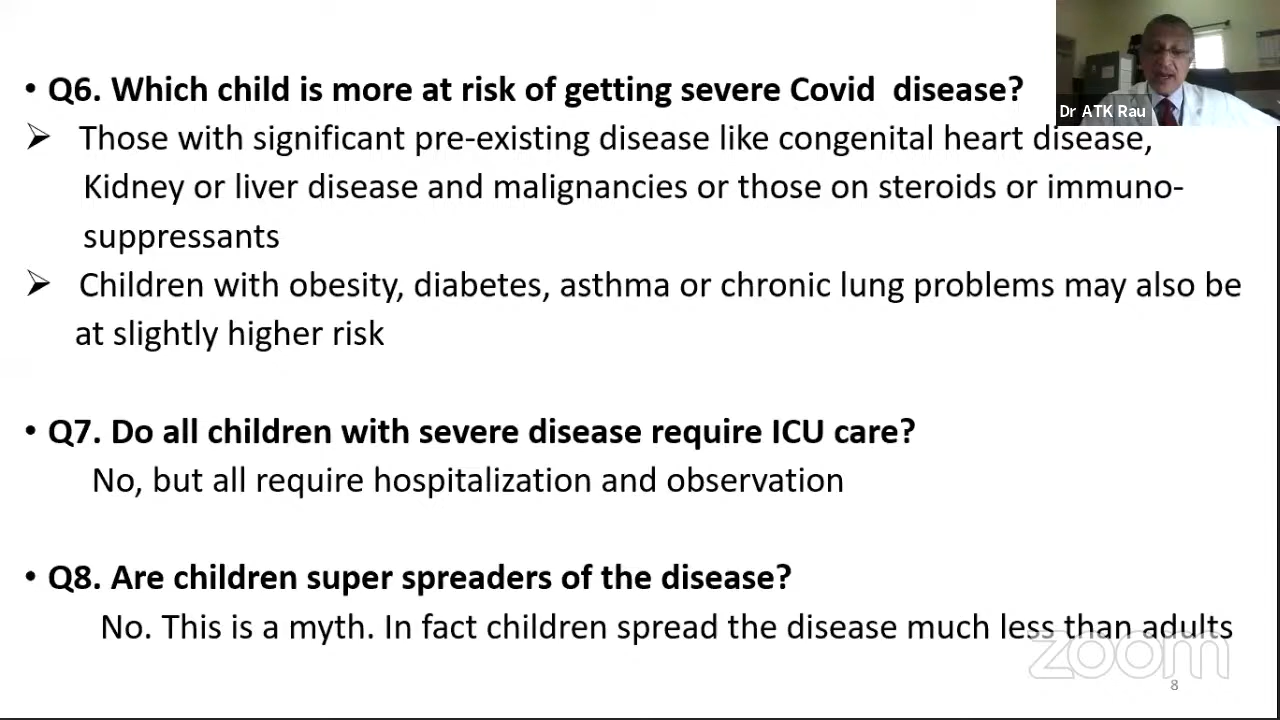 • Q6. Which child is more at risk of getting severe Covid disease?
Dr ATK Rau
➢ Those with significant pre-existing disease like congenital heart disease,
Kidney or liver disease and malignancies or those on steroids or immuno-
suppressants
➢ Children with obesity, diabetes, asthma or chronic lung problems may also be
at slightly higher risk
• Q7. Do all children with severe disease require ICU care?
No, but all require hospitalization and observation
• Q8. Are children super spreaders of the disease?
No. This is a myth. In fact children spread the disease much less than adults
zoom
8